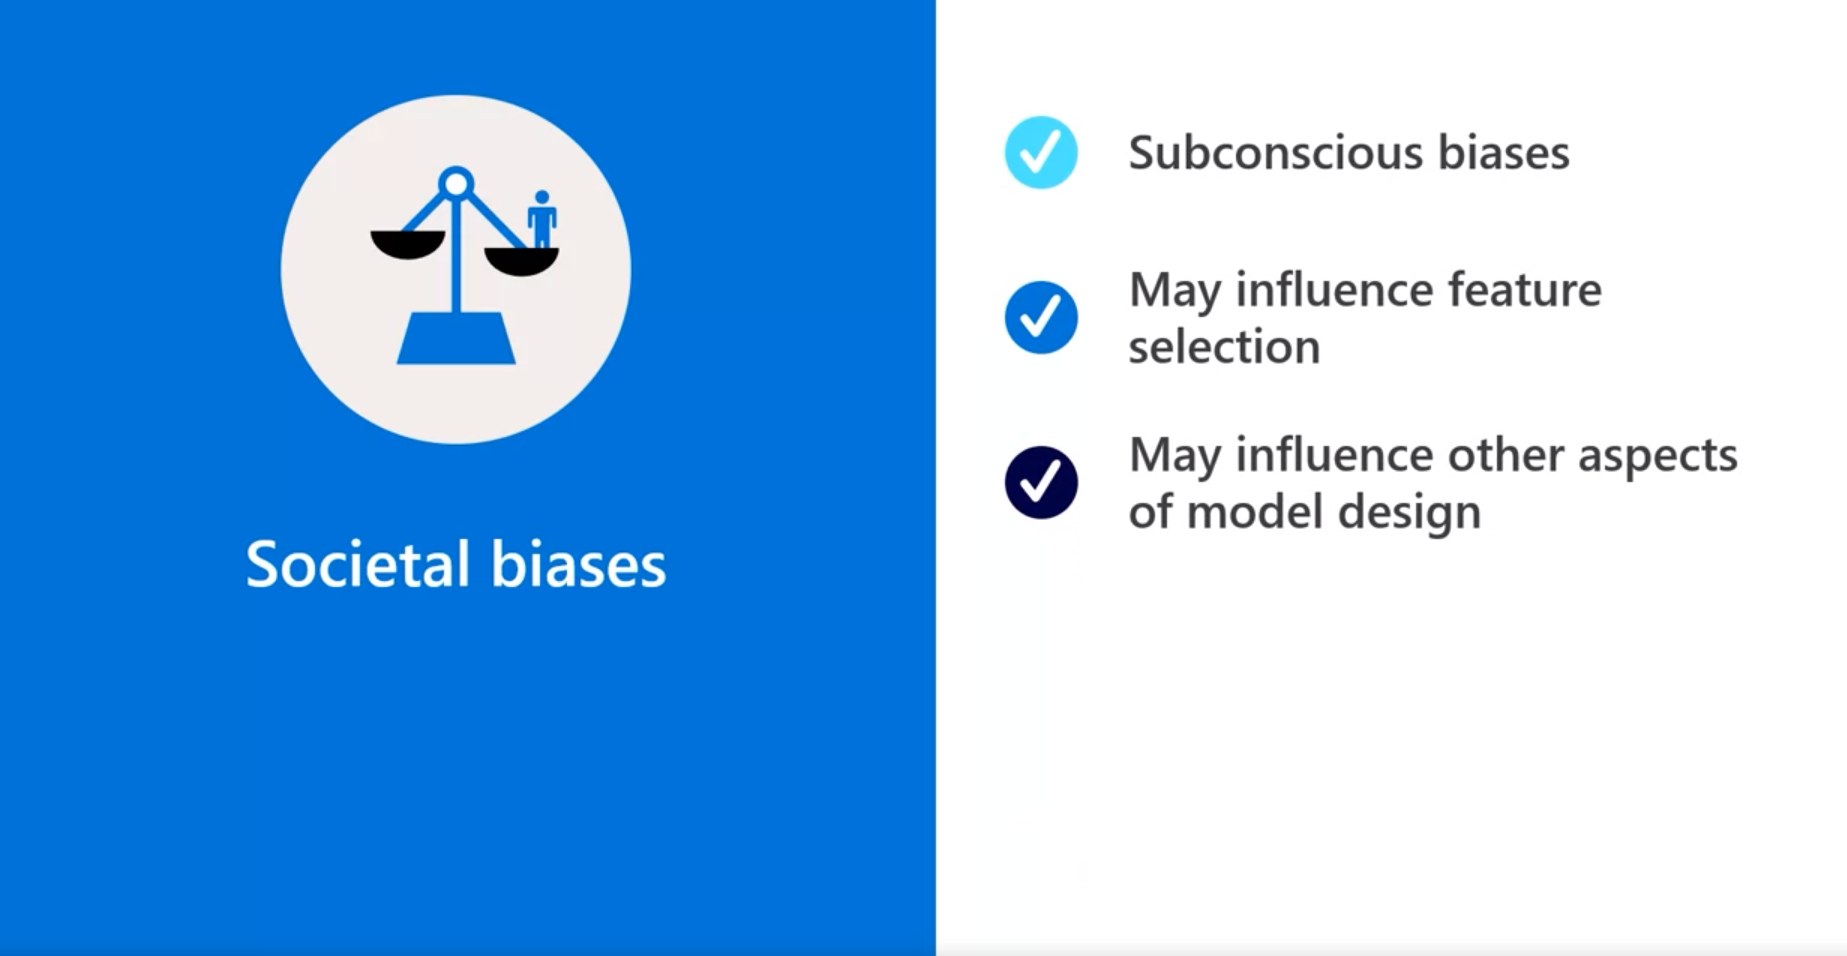 Societal biases
Subconscious biases
May influence feature
selection
May influence other aspects
of model design